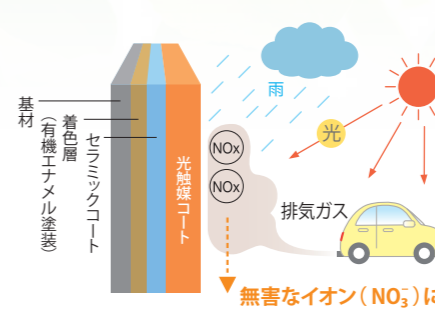 基材
着色層
(有機エナメル塗装)
セラミックコート
光触媒コート
雨
光
NOx
NOx
排気ガス
無害なイオン(NO₃)に